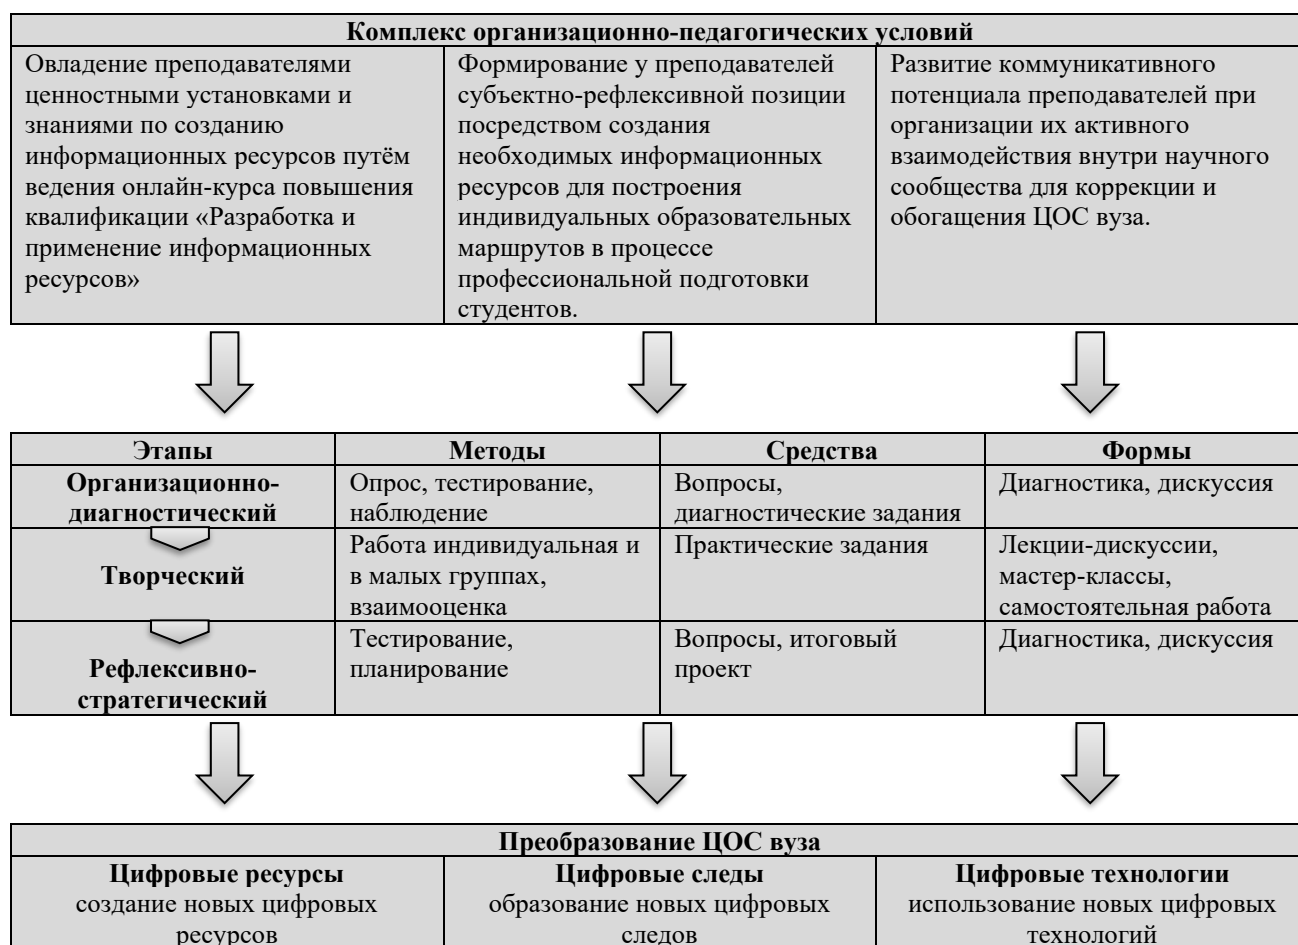 Комплекс организационно-педагогических условий
Овладение преподавателями
ценностными установками и
знаниями по созданию
информационных ресурсов путём
ведения онлайн-курса повышения
квалификации «Разработка и
применение информационных
ресурсов»
Формирование у преподавателей
субъектно-рефлексивной позиции
посредством создания
необходимых информационных
ресурсов для построения
индивидуальных образовательных
маршрутов в процессе
профессиональной подготовки
студентов.
Развитие коммуникативного
потенциала преподавателей при
организации их активного
взаимодействия внутри научного
сообщества для коррекции и
обогащения ЦОС вуза.
Этапы
Методы
Средства
Формы
Организационно-
диагностический
Опрос, тестирование,
наблюдение
Вопросы,
диагностические задания
Диагностика, дискуссия
Творческий
Работа индивидуальная и
в малых группах,
взаимооценка
Практические задания
Лекции-дискуссии,
мастер-классы,
самостоятельная работа
Рефлексивно-
стратегический
Тестирование,
планирование
Вопросы, итоговый
проект
Диагностика, дискуссия
Преобразование ЦОС вуза
Цифровые ресурсы
создание новых цифровых
ресурсов
Цифровые следы
образование новых цифровых
следов
Цифровые технологии
использование новых цифровых
технологий